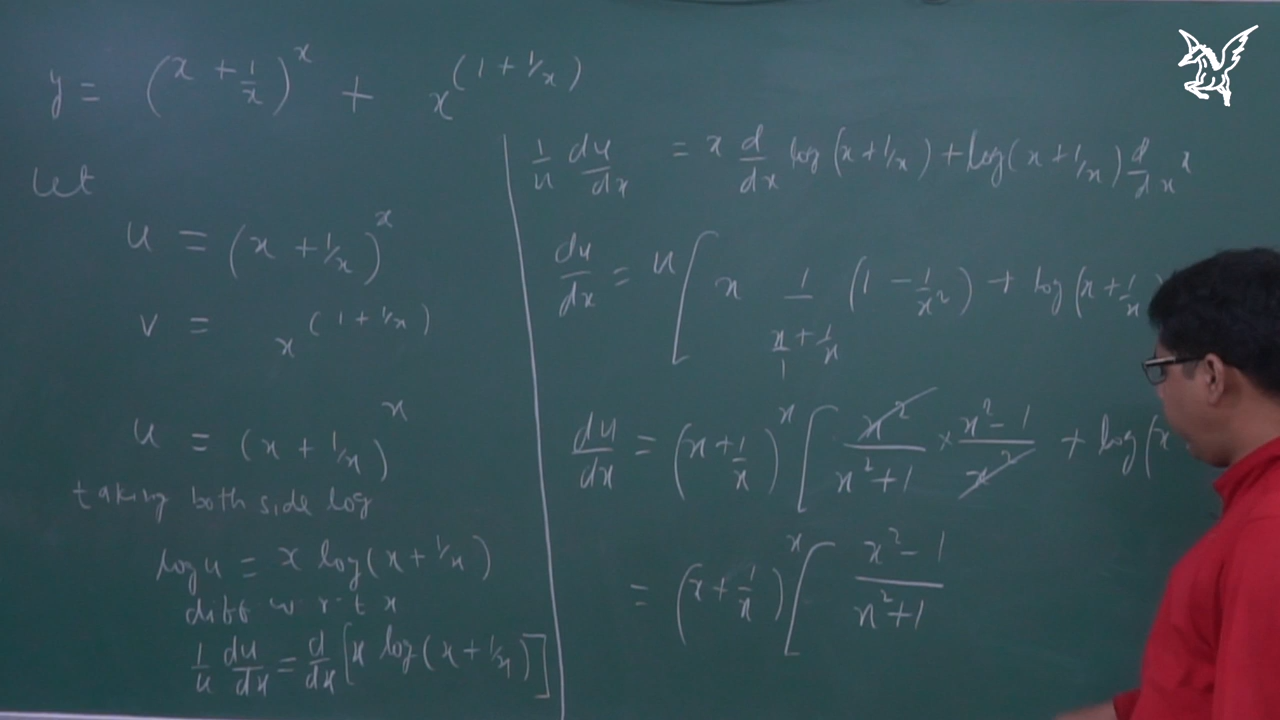 y = (x + 1/x)^x + x^(1 + 1/x)
Let
u = (x + 1/x)^x
v = x^(1 + 1/x)
u = (x + 1/x)^x
taking both side log
log u = x log(x + 1/x)
diff w r t x
1/u du/dx = d/dx [x log(x + 1/x)]
1/u du/dx = x d/dx log(x + 1/x) + log(x + 1/x) d/dx x
du/dx = u [ x 1/(x/1 + 1/x) (1 - 1/x²) + log(x + 1/x)
du/dx = (x + 1/x)^x [ x²/(x²+1) × (x²-1)/x² + log(x
= (x + 1/x)^x [ (x²-1)/(x²+1)